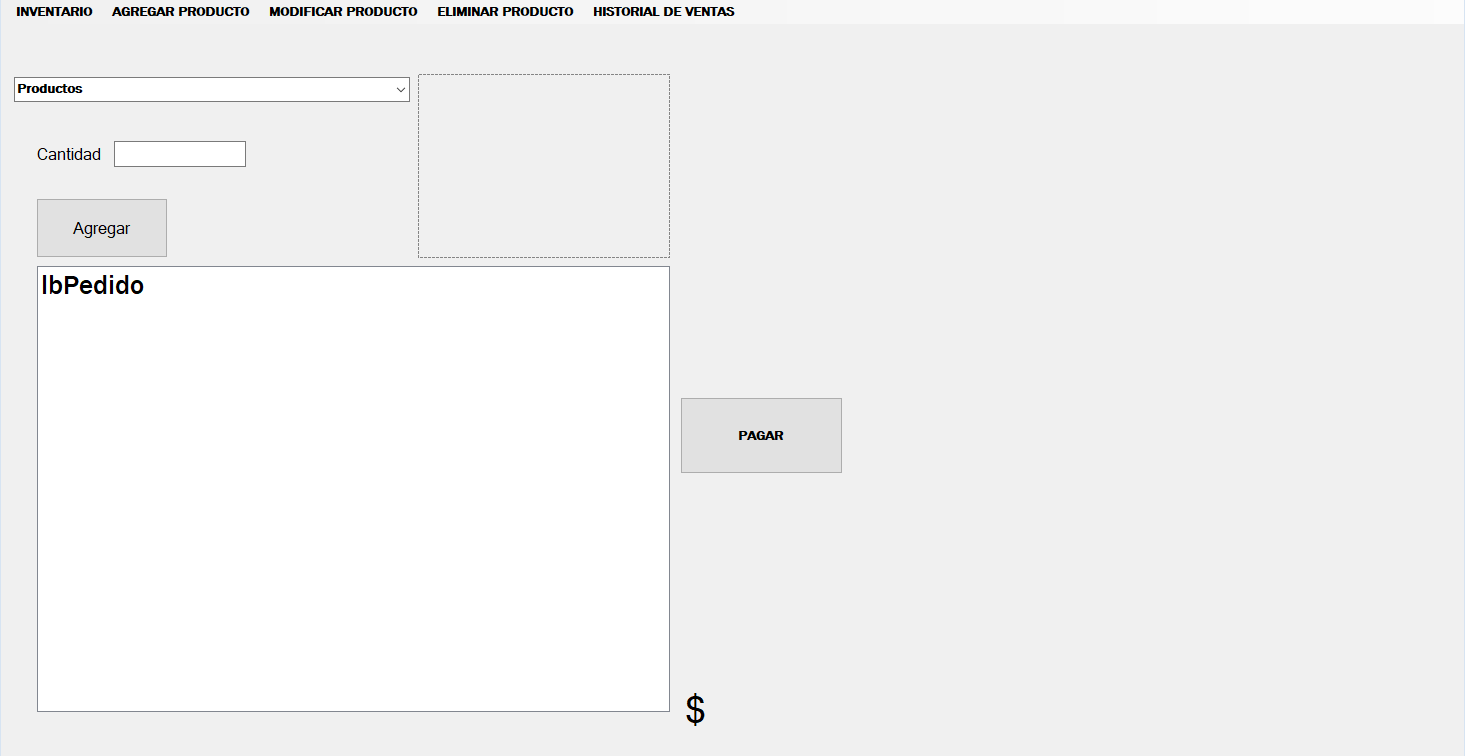 INVENTARIO AGREGAR PRODUCTO MODIFICAR PRODUCTO ELIMINAR PRODUCTO HISTORIAL DE VENTAS
Productos
Cantidad
Agregar
lbPedido
PAGAR
$